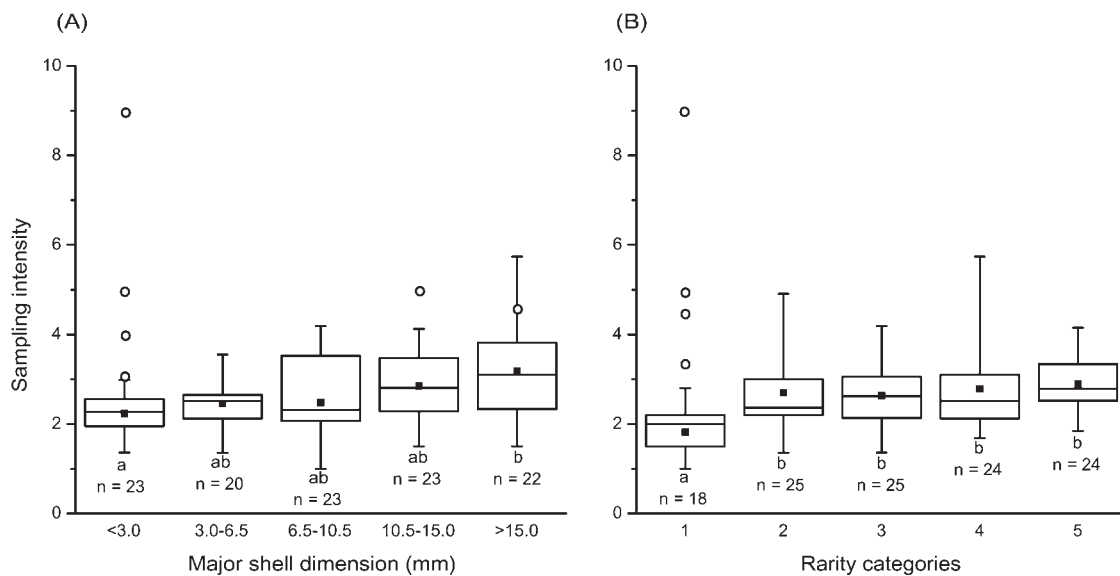 (A)
Sampling intensity
10
8
6
4
2
0
a
n = 23
ab
n = 20
ab
n = 23
ab
n = 23
b
n = 22
<3.0
3.0-6.5
6.5-10.5
10.5-15.0
>15.0
Major shell dimension (mm)
(B)
10
8
6
4
2
0
a
n = 18
b
n = 25
b
n = 25
b
n = 24
b
n = 24
1
2
3
4
5
Rarity categories